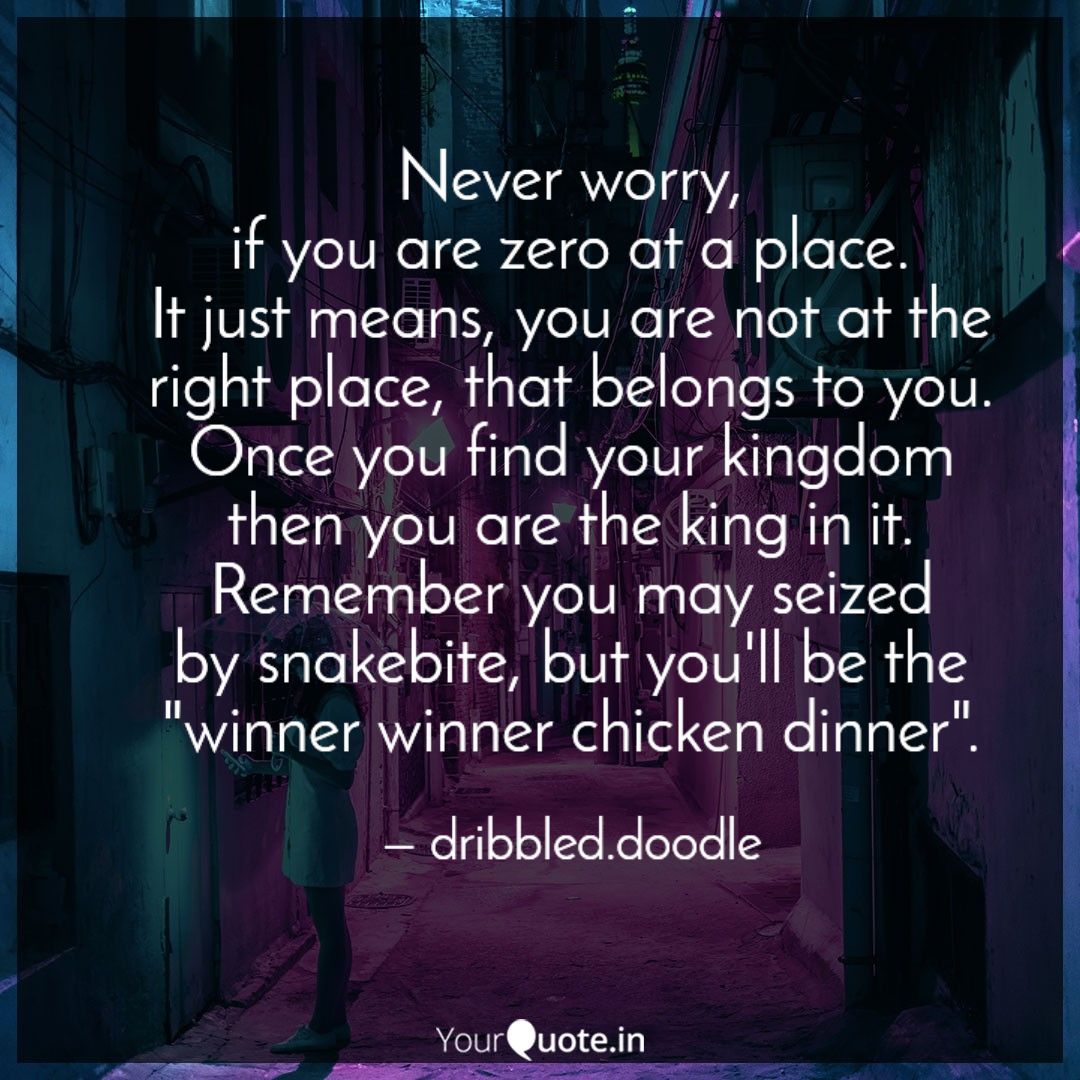 Never worry,
if you are zero at a place.
It just means, you are not at the
right place, that belongs to you.
Once you find your kingdom
then you are the king in it.
Remember you may seized
by snakebite, but you'll be the
"winner winner chicken dinner".
– dribbled.doodle
YourQuote.in